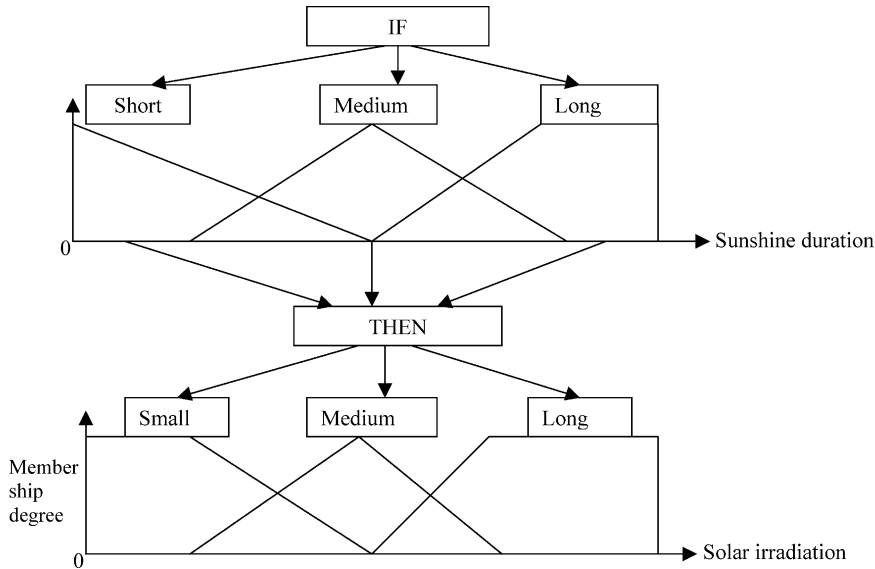 IF
Short
Medium
Long
0
Sunshine duration
THEN
Small
Medium
Long
Member
ship
degree
0
Solar irradiation